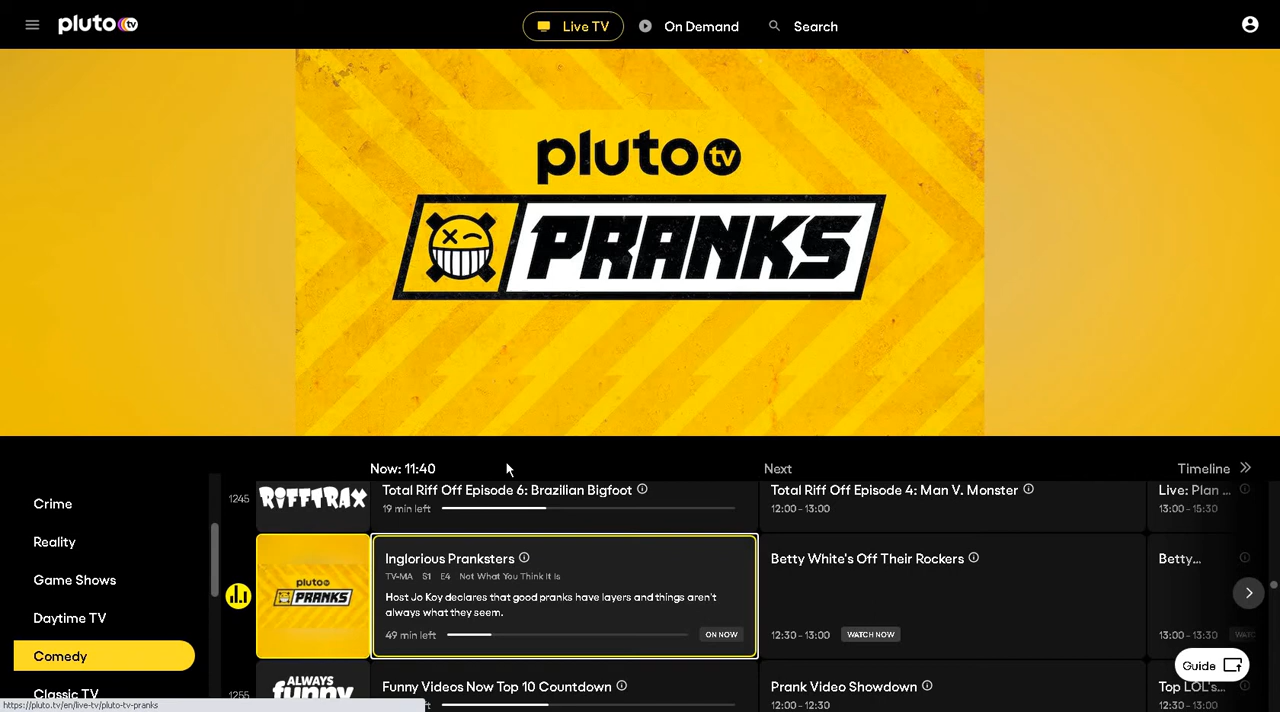 pluto tv
Live TV
On Demand
Search
pluto tv
PRANKS
Now: 11:40
Next
Timeline
Crime
Reality
Game Shows
Daytime TV
Comedy
Classic TV
1245
RIFFTRAX
Total Riff Off Episode 6: Brazilian Bigfoot
19 min left
Total Riff Off Episode 4: Man V. Monster
12:00 - 13:00
Live: Plan ...
13:00 - 15:30
pluto tv
PRANKS
Inglorious Pranksters
TV-MA S1 E4 Not What You Think It Is
Host Jo Koy declares that good pranks have layers and things aren't
always what they seem.
49 min left
ON NOW
Betty White's Off Their Rockers
12:30 - 13:00
WATCH NOW
Betty...
13:00 - 13:30
WATC
Guide
1255
ALWAYS
funny
Funny Videos Now Top 10 Countdown
Prank Video Showdown
12:00 - 12:30
Top LOL's...
12:30 - 13:00
https://pluto.tv/en/live-tv/pluto-tv-pranks